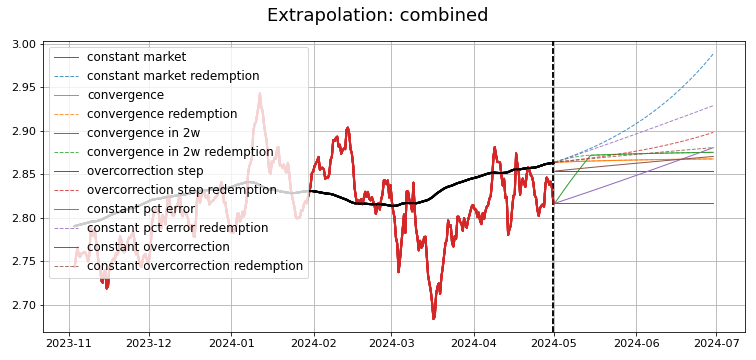 Extrapolation: combined
3.00
2.95
2.90
2.85
2.80
2.75
2.70
constant market
constant market redemption
convergence
convergence redemption
convergence in 2w
convergence in 2w redemption
overcorrection step
overcorrection step redemption
constant pct error
constant pct error redemption
constant overcorrection
constant overcorrection redemption
2023-11 2023-12 2024-01 2024-02 2024-03 2024-04 2024-05 2024-06 2024-07